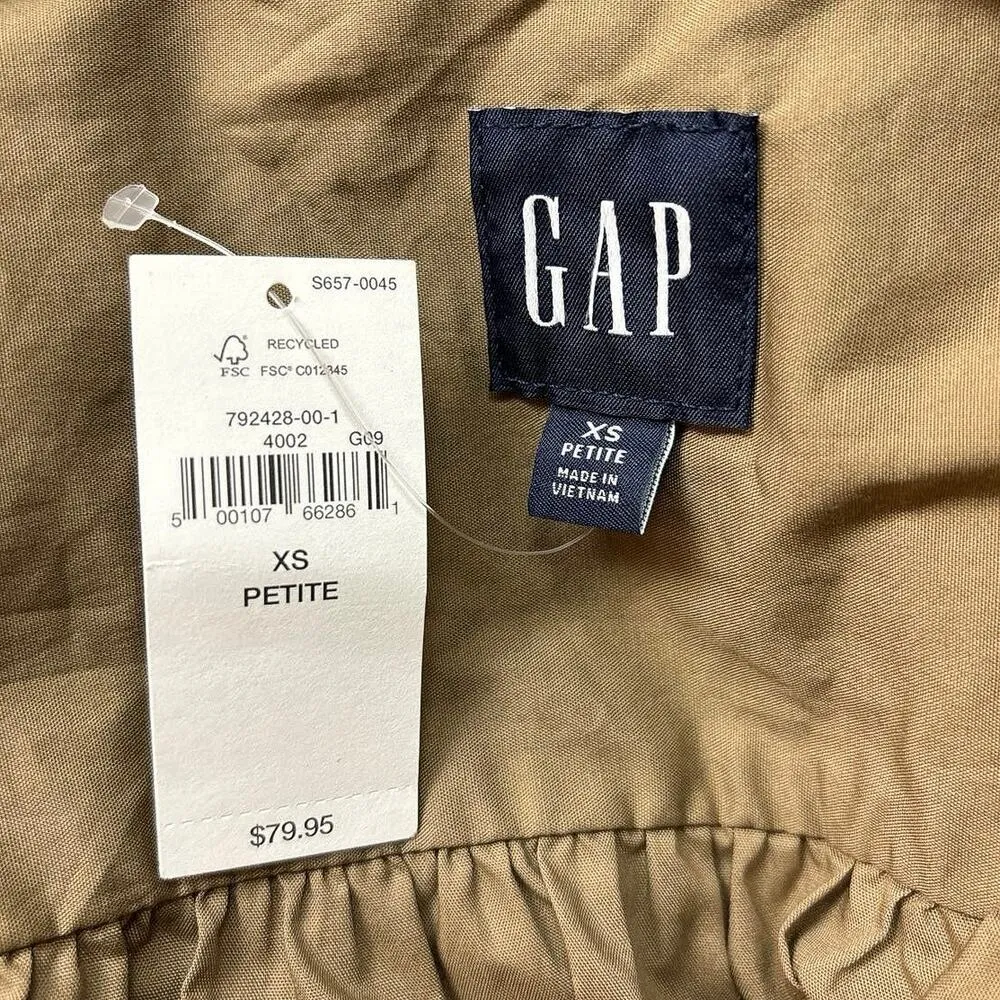 S657-0045
RECYCLED
FSC
FSC® C012345
792428-00-1
4002 G09
5 00107 66286 1
XS
PETITE
$79.95
GAP
XS
PETITE
MADE IN
VIETNAM